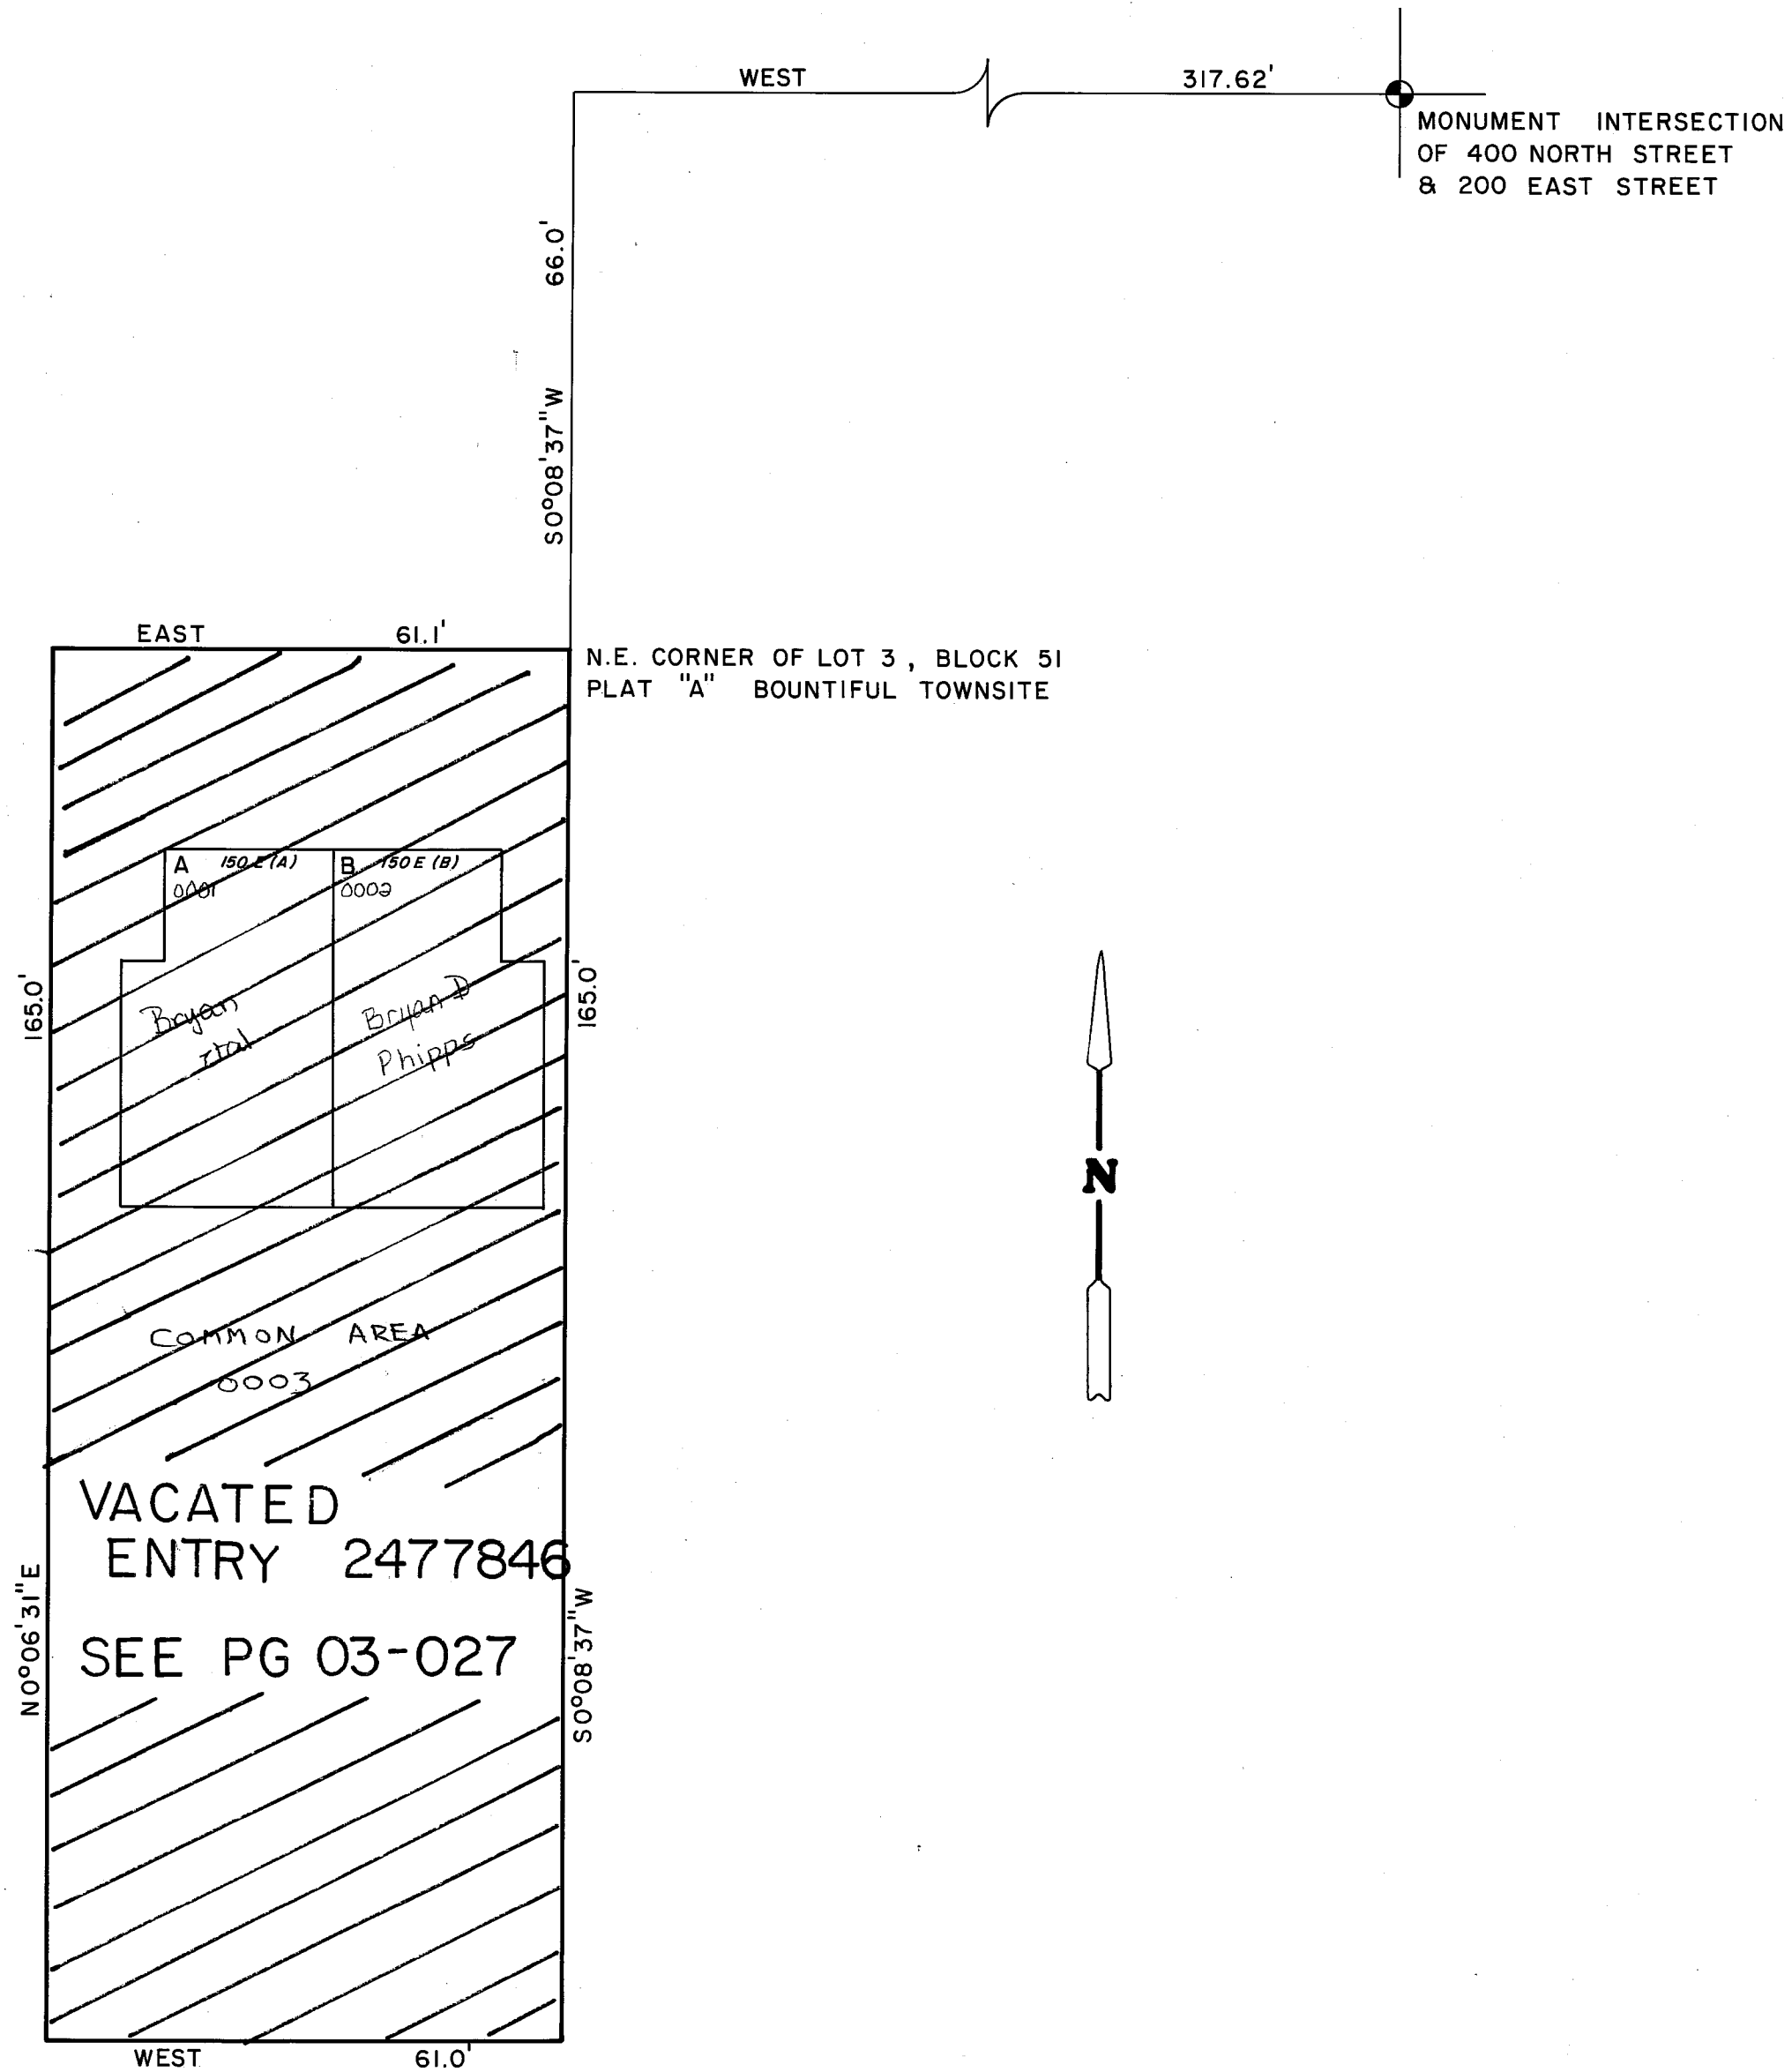 WEST 317.62'
MONUMENT INTERSECTION
OF 400 NORTH STREET
& 200 EAST STREET
66.0'
S0°08'37"W
EAST 61.1'
N.E. CORNER OF LOT 3 , BLOCK 51
PLAT "A" BOUNTIFUL TOWNSITE
A 150 E (A)
0001
B 150 E (B)
0002
165.0'
165.0'
Bryan
Bryan D
Phipps
COMMON AREA
0003
VACATED
ENTRY 2477846
SEE PG 03-027
N0°06'31"E
S0°08'37"W
N
WEST 61.0'